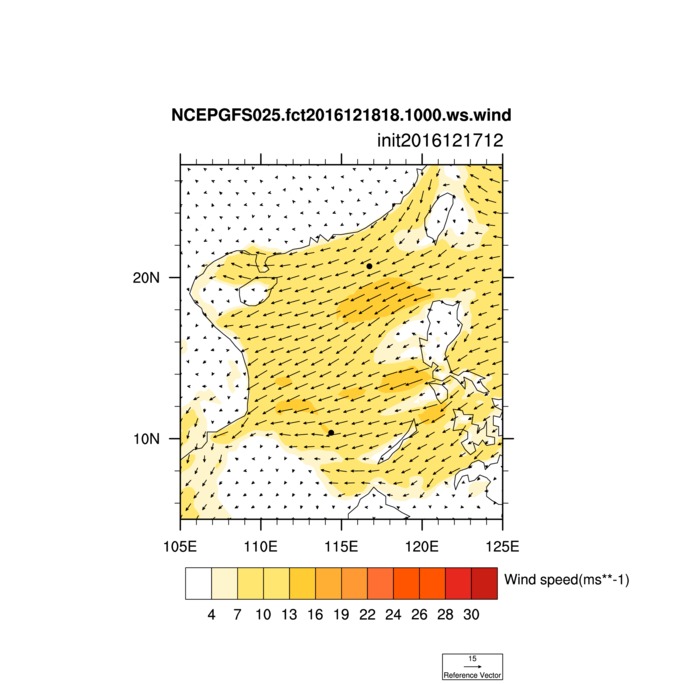 NCEPGFS025.fct2016121818.1000.ws.wind
init2016121712
20N
10N
105E 110E 115E 120E 125E
Wind speed(ms**-1)
4 7 10 13 16 19 22 24 26 28 30
15
Reference Vector